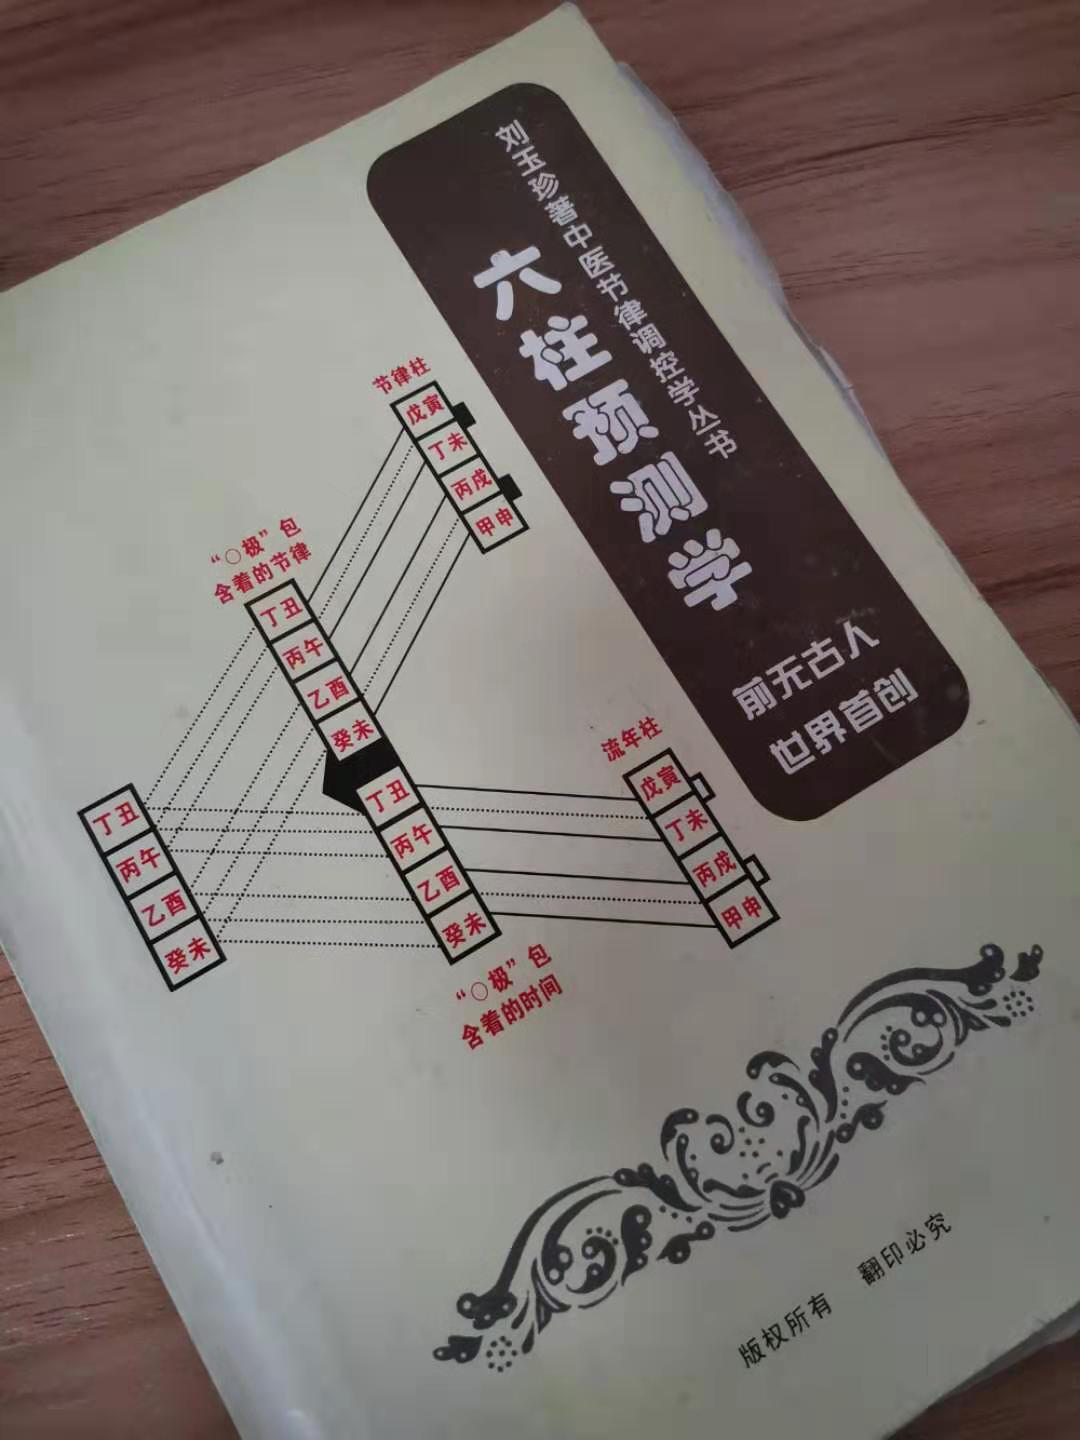 刘玉珍著中医节律调控学丛书
六柱预测学
前无古人
世界首创
节律柱
戊寅
丁未
丙戌
甲申
“○极”包
含着的节律
丁丑
丙午
乙酉
癸未
丁丑
丙午
乙酉
癸未
丁丑
丙午
乙酉
癸未
“○极”包
含着的时间
流年柱
戊寅
丁未
丙戌
甲申
版权所有 翻印必究